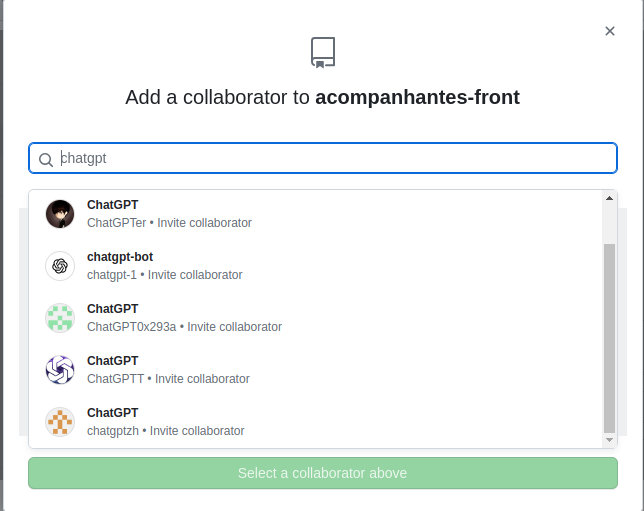 Add a collaborator to acompanhantes-front
chatgpt
ChatGPT
ChatGPTer • Invite collaborator
chatgpt-bot
chatgpt-1 • Invite collaborator
ChatGPT
ChatGPT0x293a • Invite collaborator
ChatGPT
ChatGPTT • Invite collaborator
ChatGPT
chatgptzh • Invite collaborator
Select a collaborator above